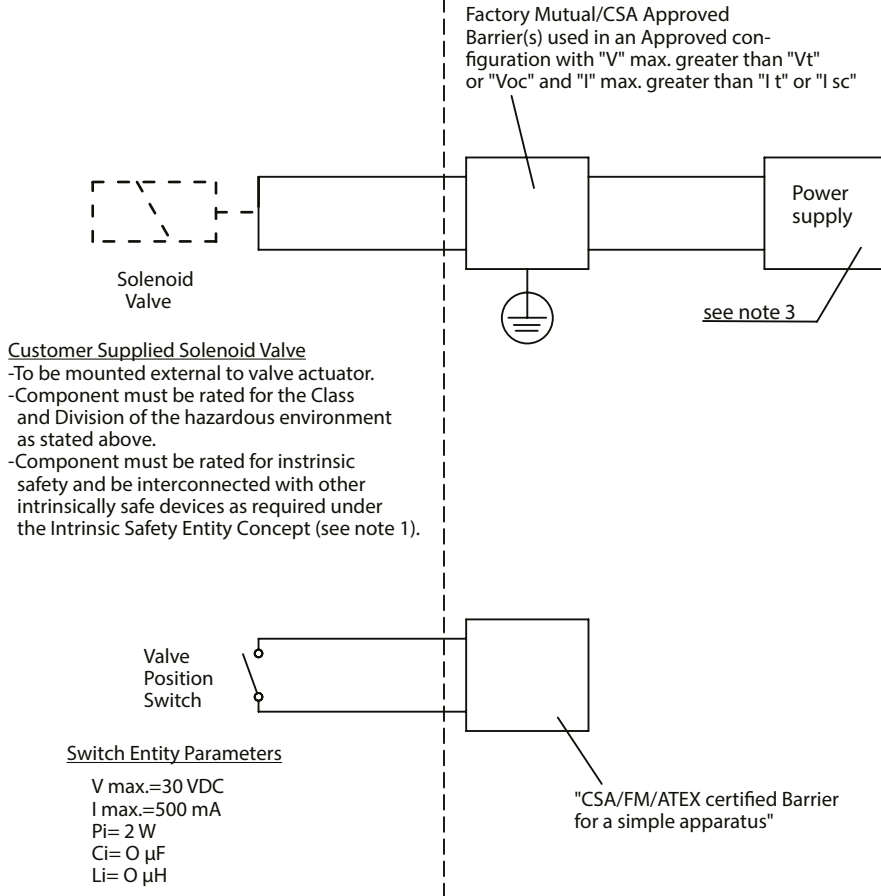 Factory Mutual/CSA Approved
Barrier(s) used in an Approved con-
figuration with "V" max. greater than "Vt"
or "Voc" and "I" max. greater than "I t" or "I sc"
Power
supply
see note 3
Solenoid
Valve
Customer Supplied Solenoid Valve
-To be mounted external to valve actuator.
-Component must be rated for the Class
and Division of the hazardous environment
as stated above.
-Component must be rated for instrinsic
safety and be interconnected with other
intrinsically safe devices as required under
the Intrinsic Safety Entity Concept (see note 1).
Valve
Position
Switch
Switch Entity Parameters
V max.=30 VDC
I max.=500 mA
Pi= 2 W
Ci= O µF
Li= O µH
"CSA/FM/ATEX certified Barrier
for a simple apparatus"